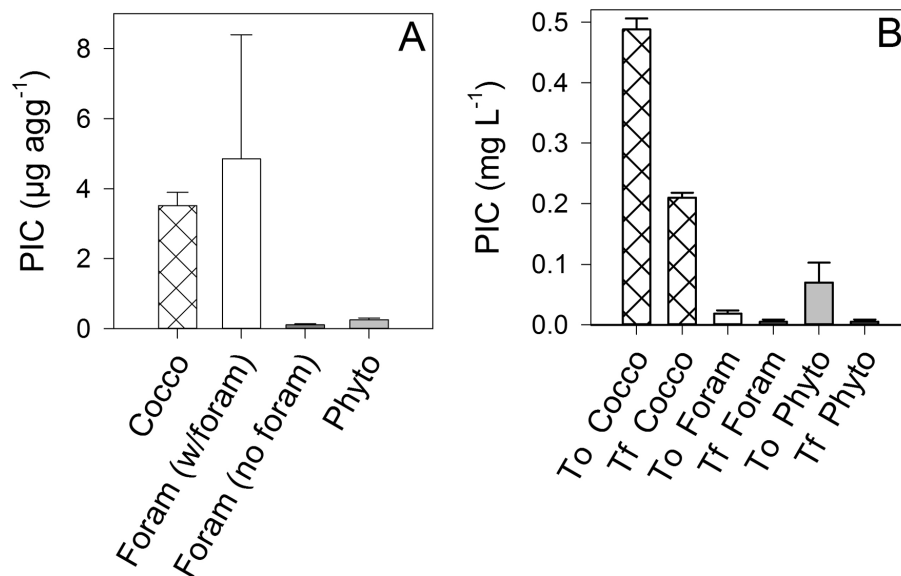 A
PIC (µg agg⁻¹)
8
6
4
2
0
Cocco
Foram (w/foram)
Foram (no foram)
Phyto
B
PIC (mg L⁻¹)
0.5
0.4
0.3
0.2
0.1
0.0
To Cocco
Tf Cocco
To Foram
Tf Foram
To Phyto
Tf Phyto